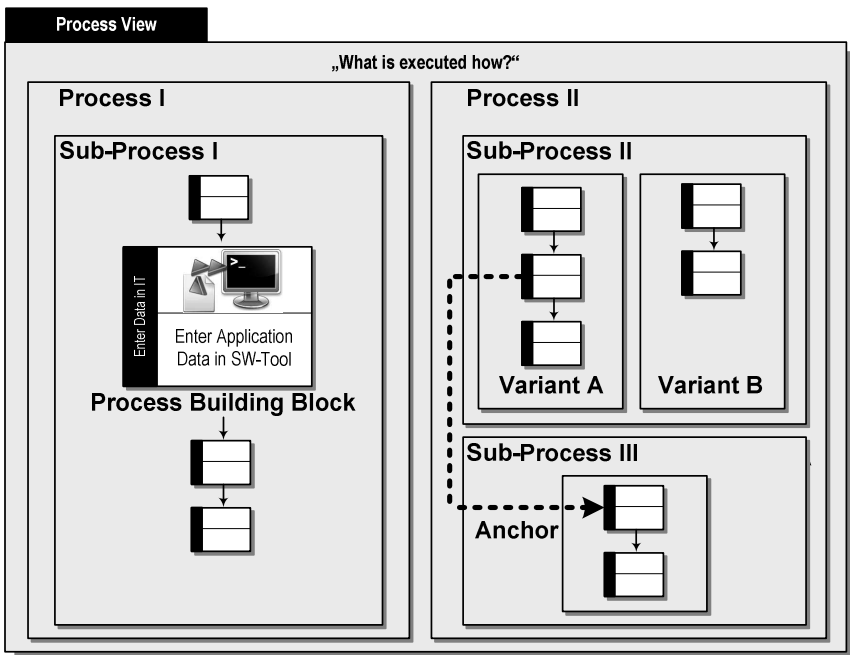 Process View
„What is executed how?“
Process I
Sub-Process I
>_
Enter Data in IT
Enter Application
Data in SW-Tool
Process Building Block
Process II
Sub-Process II
Variant A
Variant B
Sub-Process III
Anchor